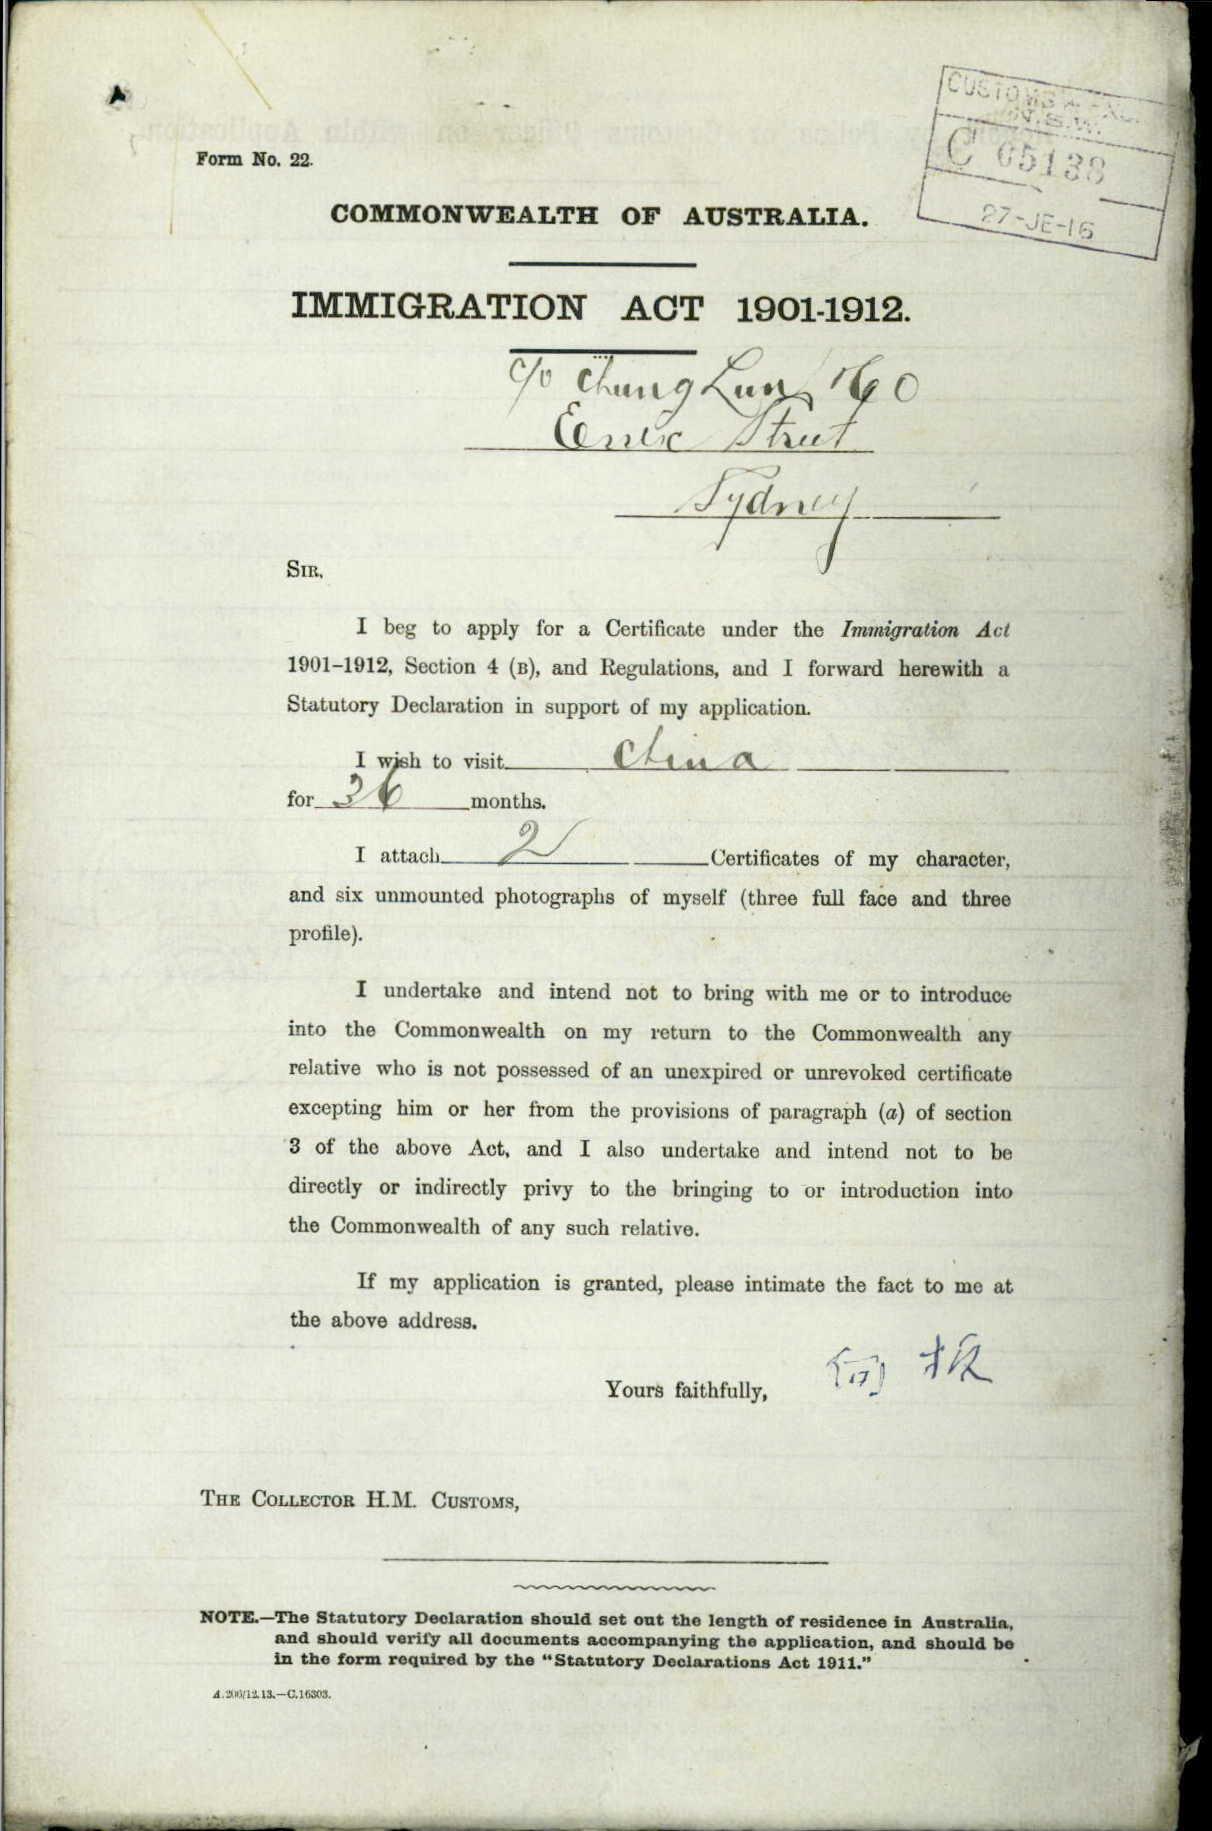 CUSTOMS & EXC.
N.S.W.
C 05138
27-JE-16
Form No. 22.
COMMONWEALTH OF AUSTRALIA.
IMMIGRATION ACT 1901-1912.
c/o Chung Lun & Co
Essex Street
Sydney
SIR,
I beg to apply for a Certificate under the Immigration Act
1901-1912, Section 4 (B), and Regulations, and I forward herewith a
Statutory Declaration in support of my application.
I wish to visit China
for 36 months.
I attach 2 Certificates of my character,
and six unmounted photographs of myself (three full face and three
profile).
I undertake and intend not to bring with me or to introduce
into the Commonwealth on my return to the Commonwealth any
relative who is not possessed of an unexpired or unrevoked certificate
excepting him or her from the provisions of paragraph (a) of section
3 of the above Act, and I also undertake and intend not to be
directly or indirectly privy to the bringing to or introduction into
the Commonwealth of any such relative.
If my application is granted, please intimate the fact to me at
the above address.
Yours faithfully,
THE COLLECTOR H.M. CUSTOMS,
NOTE.—The Statutory Declaration should set out the length of residence in Australia,
and should verify all documents accompanying the application, and should be
in the form required by the "Statutory Declarations Act 1911."
A.206/12.13.—C.16303.